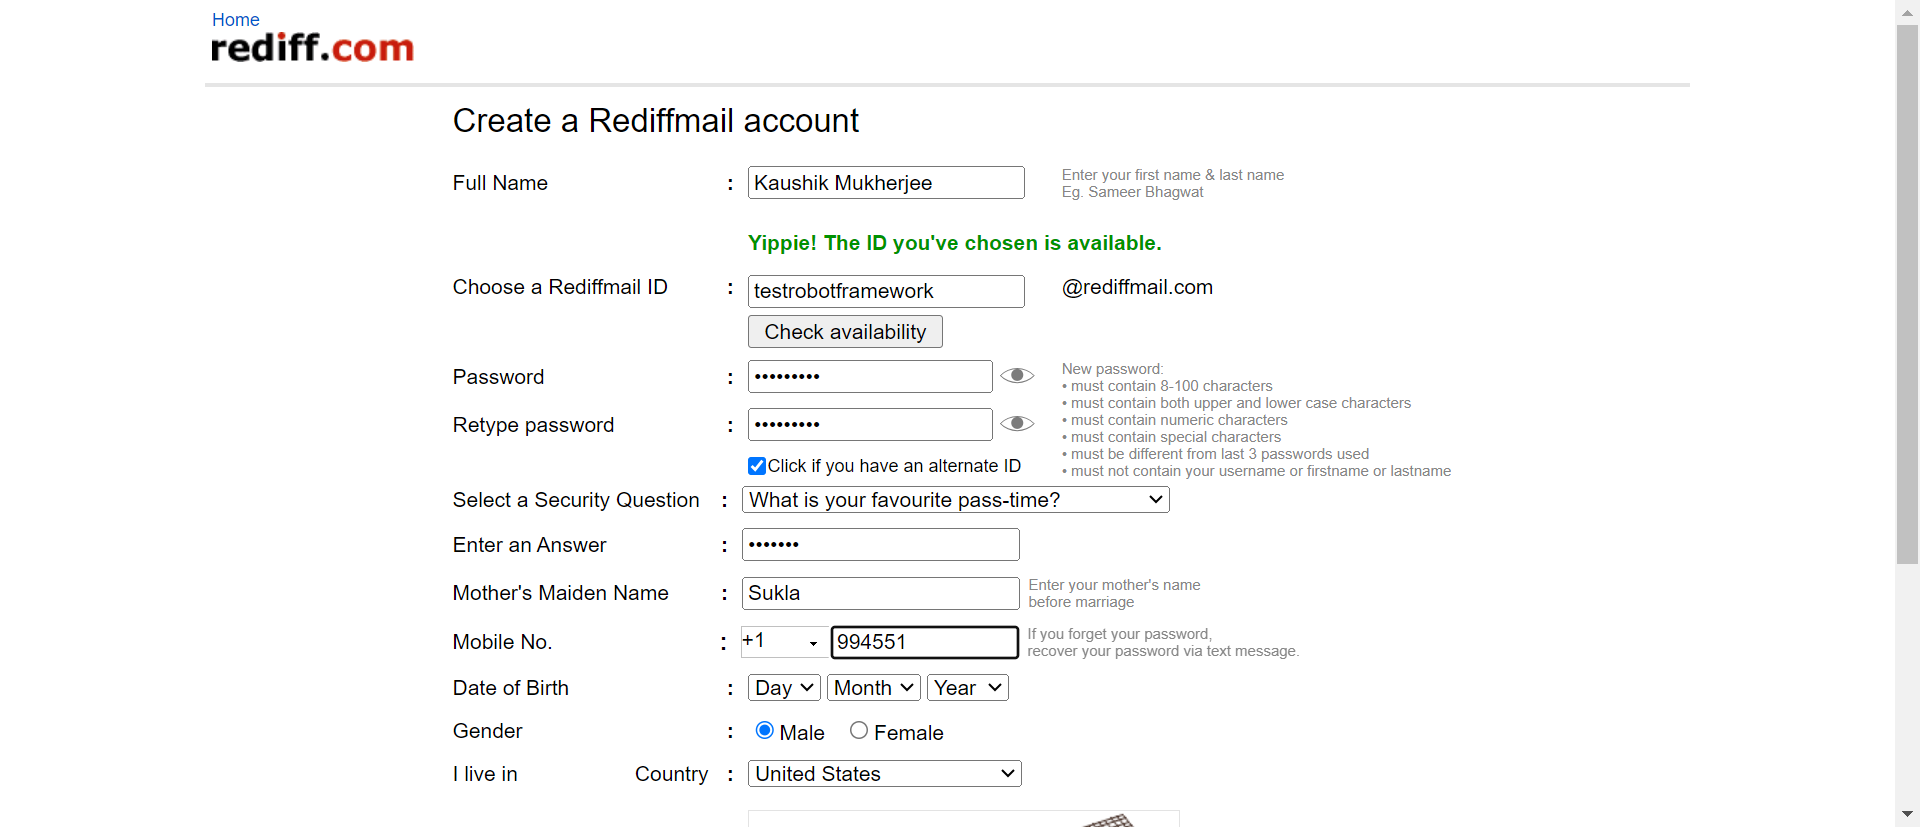 Home
rediff.com
Create a Rediffmail account
Full Name : Kaushik Mukherjee
Enter your first name & last name
Eg. Sameer Bhagwat
Yippie! The ID you've chosen is available.
Choose a Rediffmail ID : testrobotframework @rediffmail.com
Check availability
Password : •••••••••
Retype password : •••••••••
New password:
• must contain 8-100 characters
• must contain both upper and lower case characters
• must contain numeric characters
• must contain special characters
• must be different from last 3 passwords used
• must not contain your username or firstname or lastname
Click if you have an alternate ID
Select a Security Question : What is your favourite pass-time?
Enter an Answer : •••••••
Mother's Maiden Name : Sukla
Enter your mother's name
before marriage
Mobile No. : +1 994551
If you forget your password,
recover your password via text message.
Date of Birth : Day Month Year
Gender : Male Female
I live in Country : United States